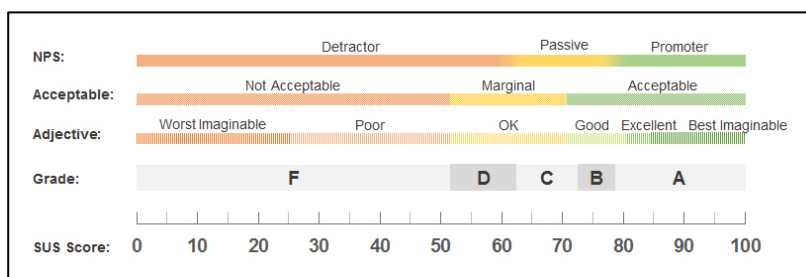 NPS: Detractor Passive Promoter
Acceptable: Not Acceptable Marginal Acceptable
Adjective: Worst Imaginable Poor OK Good Excellent Best Imaginable
Grade: F D C B A
SUS Score: 0 10 20 30 40 50 60 70 80 90 100